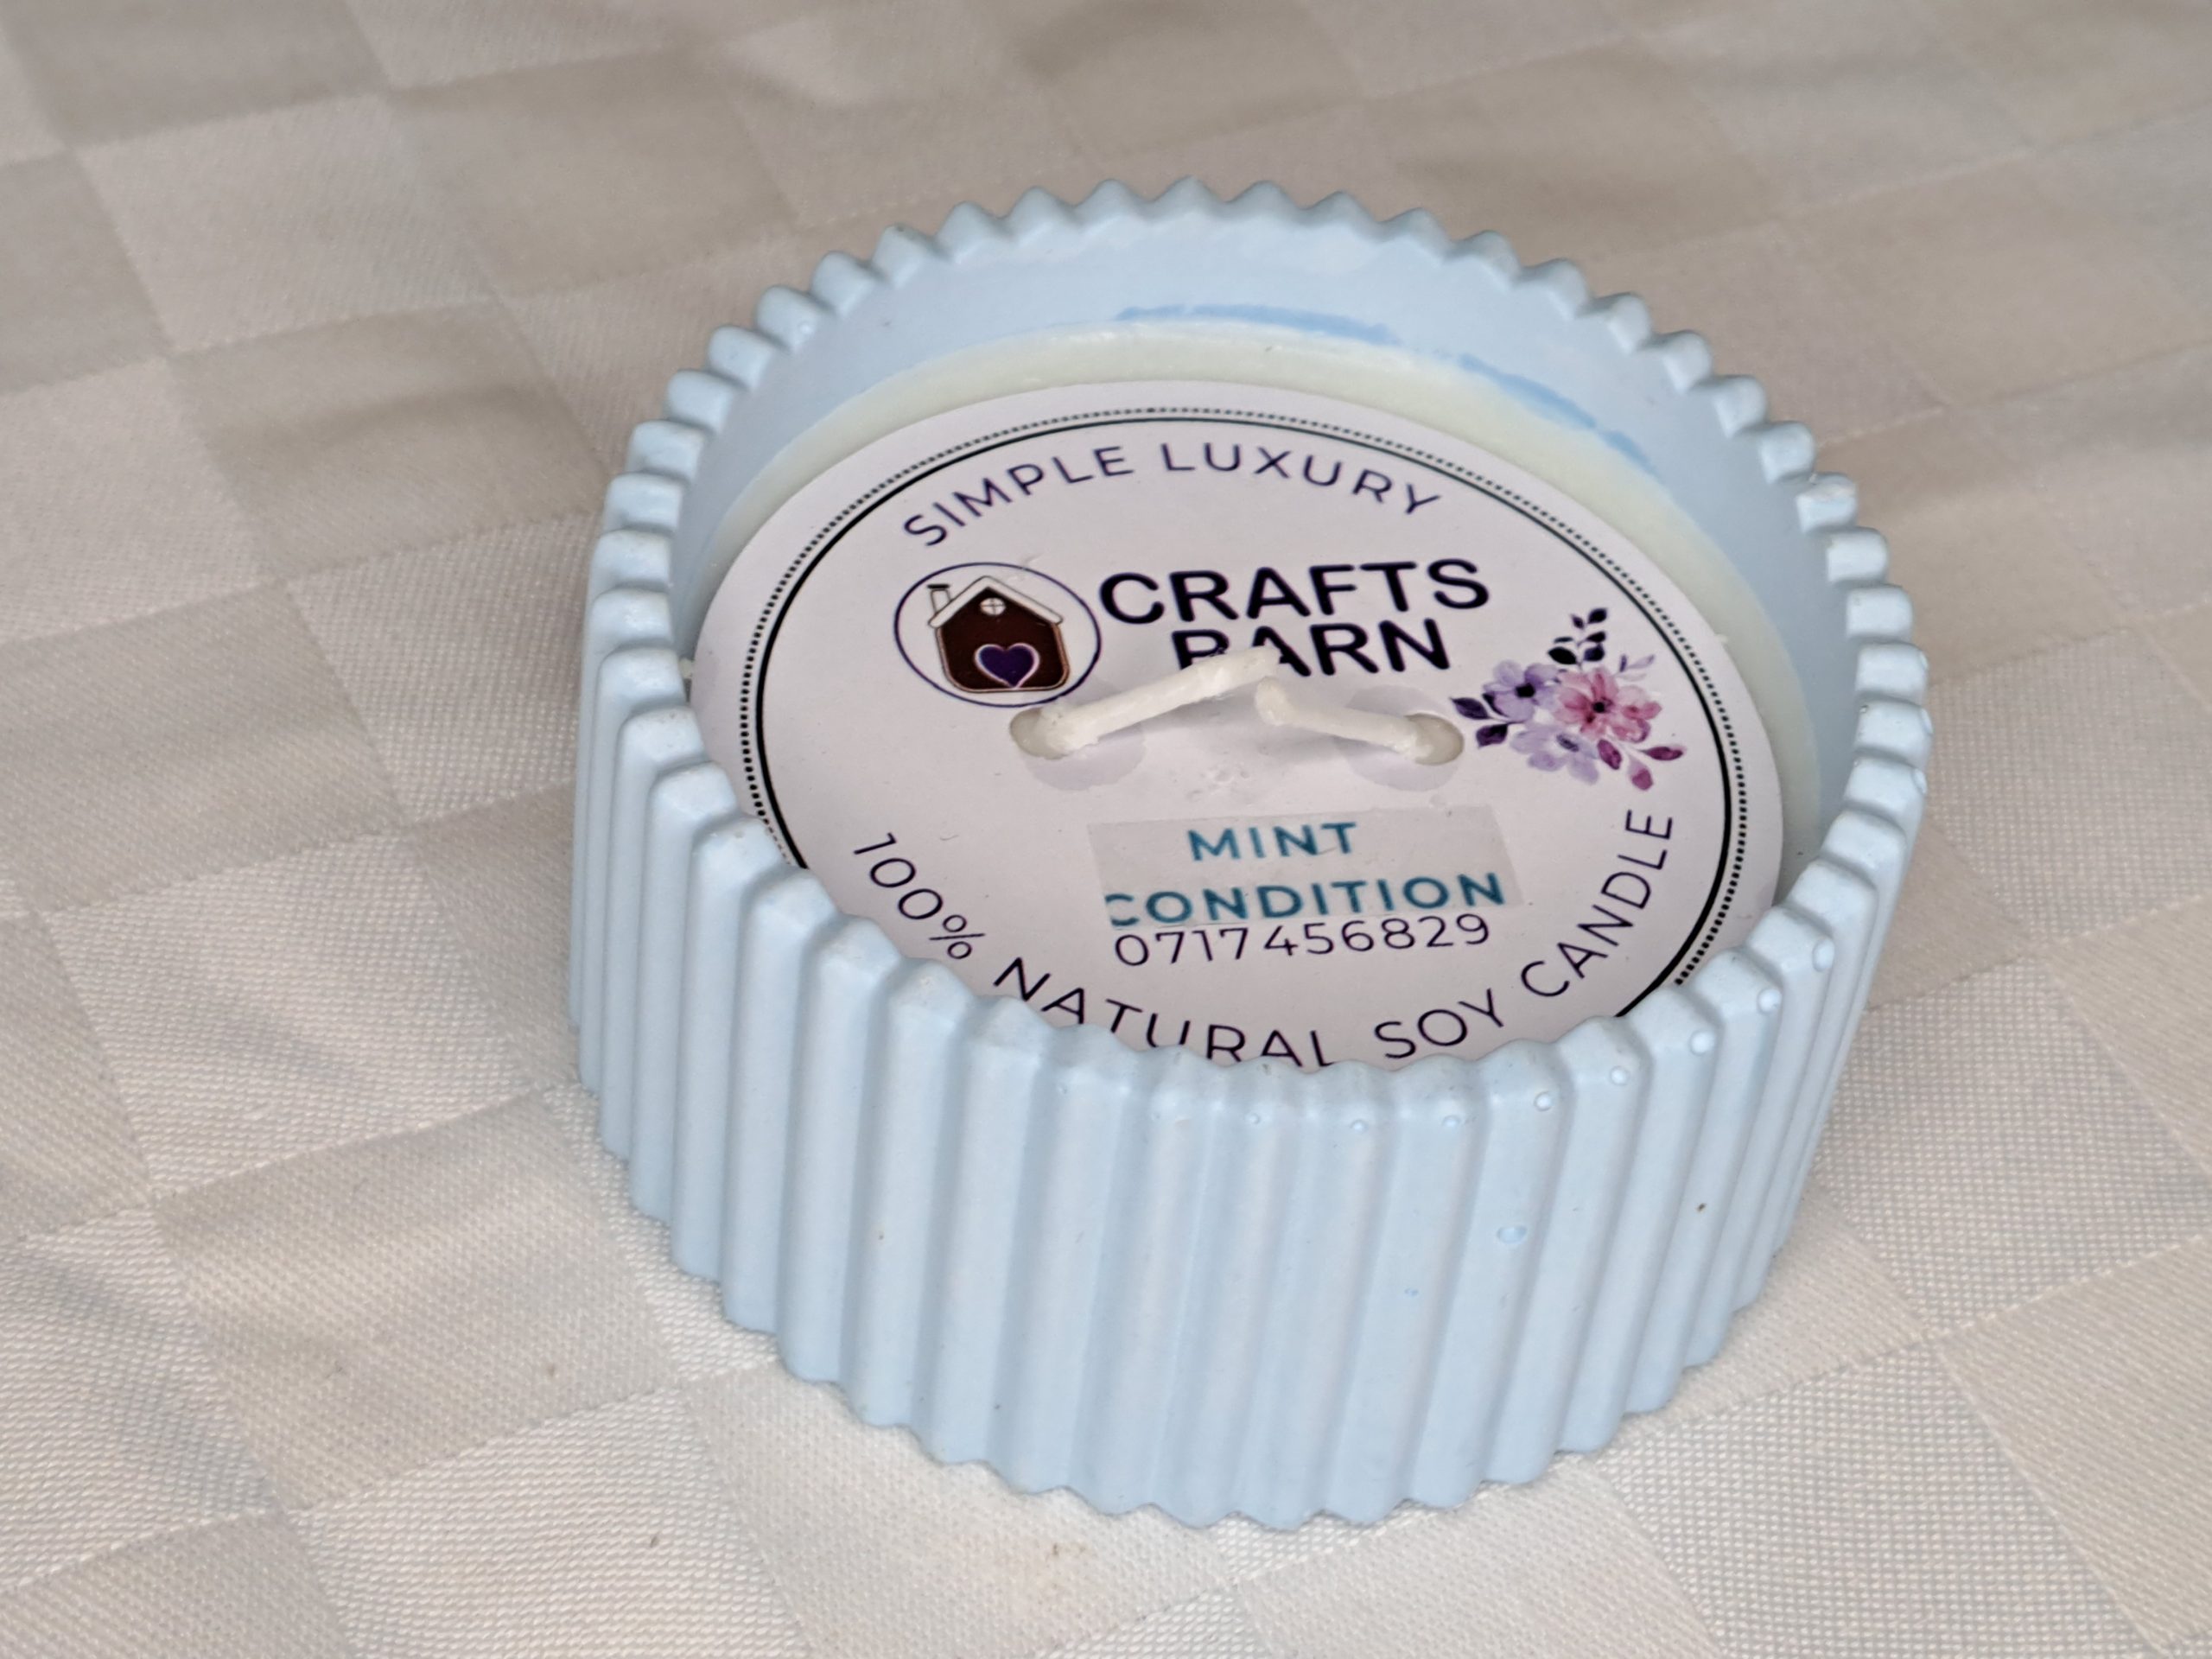 SIMPLE LUXURY
CRAFTS
BARN
MINT
CONDITION
0717456829
100% NATURAL SOY CANDLE